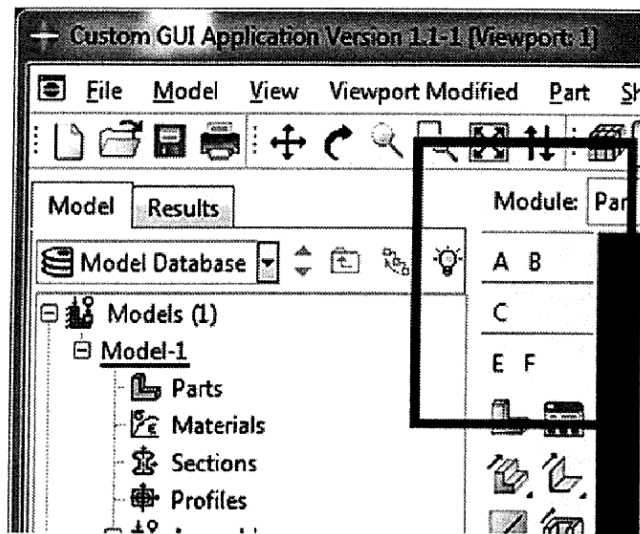 Custom GUI Application Version 1.1-1 [Viewport: 1]
File Model View Viewport Modified Part
Model Results
Module:
Model Database
A B
Models (1)
C
Model-1
E F
Parts
Materials
Sections
Profiles